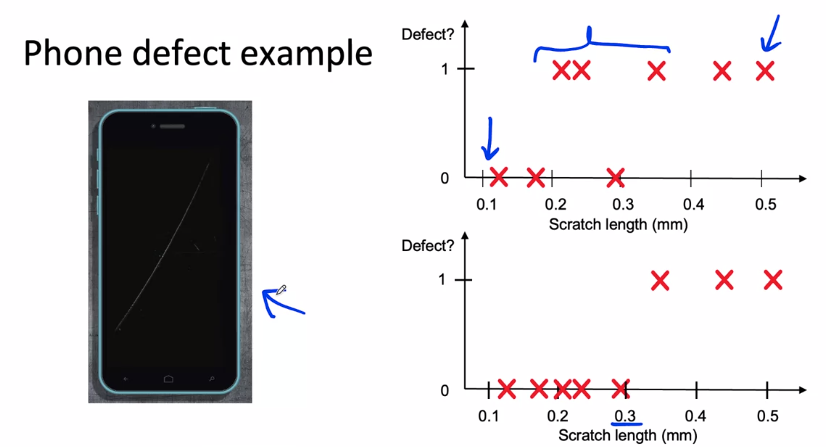 Phone defect example
Defect?
1
0
0.1 0.2 0.3 0.4 0.5
Scratch length (mm)
Defect?
1
0
0.1 0.2 0.3 0.4 0.5
Scratch length (mm)